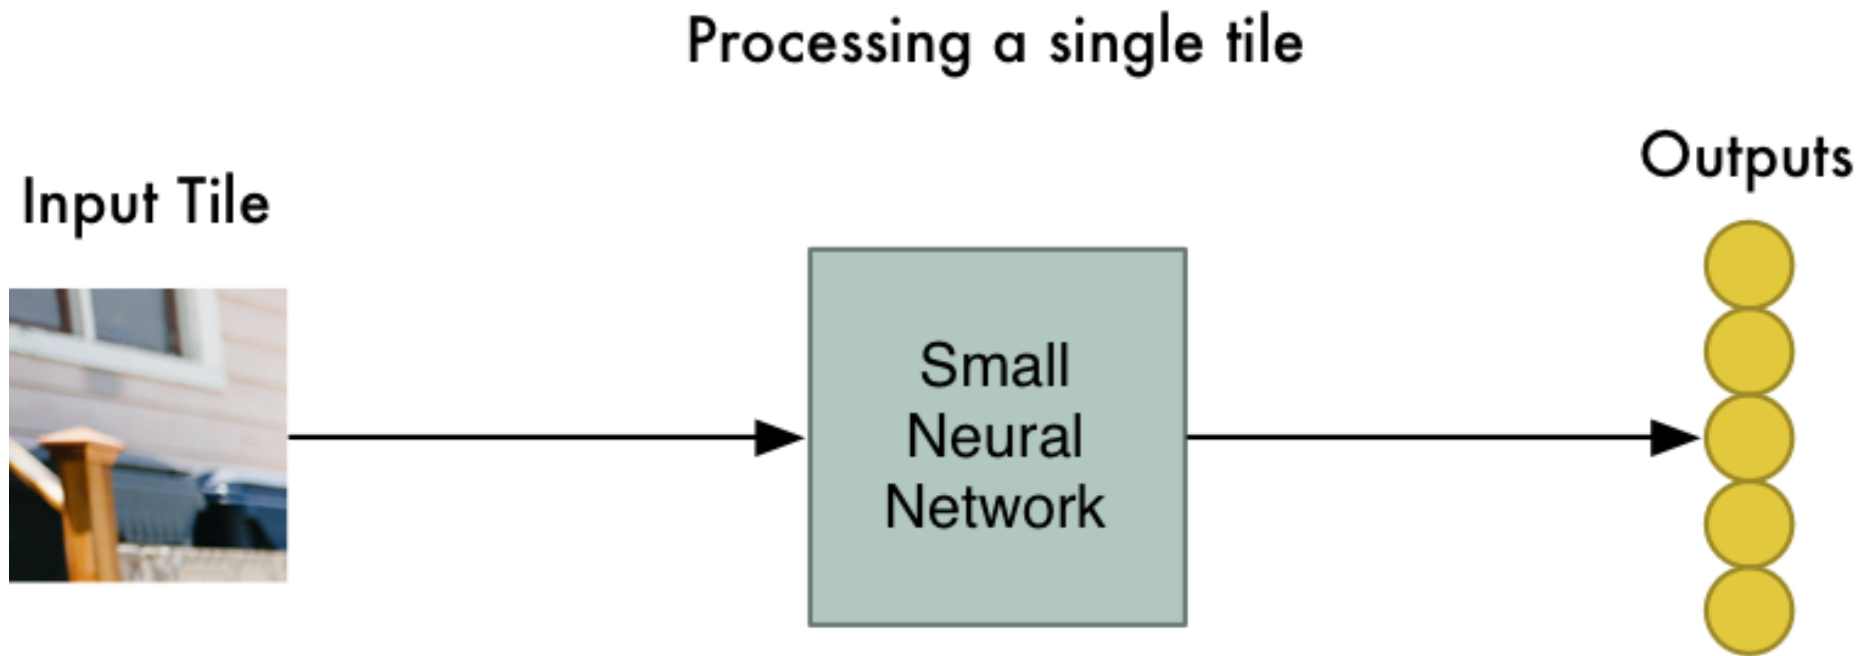 Processing a single tile
Input Tile
Outputs
Small
Neural
Network